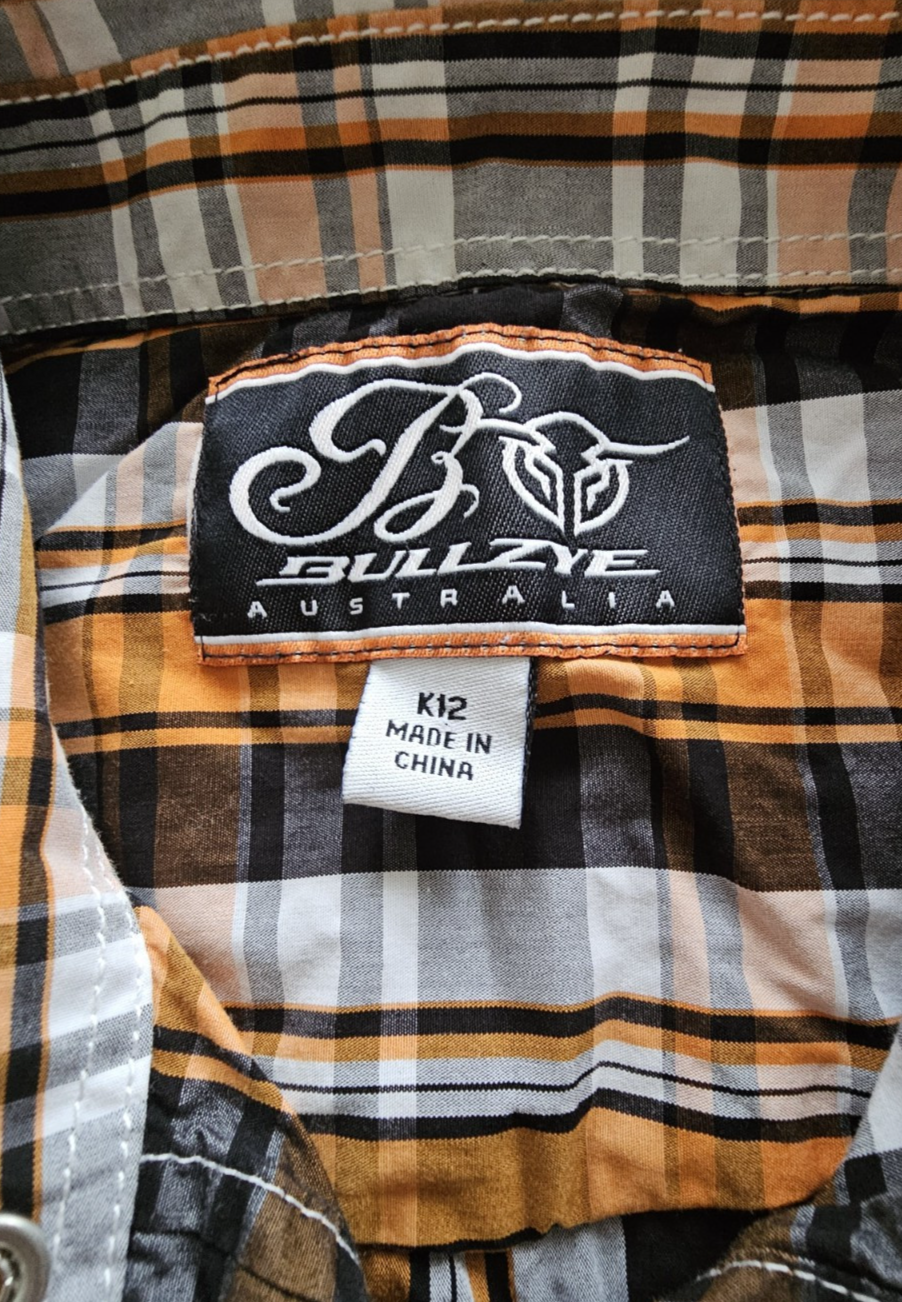 B
BULLZYE
AUSTRALIA
K12
MADE IN
CHINA